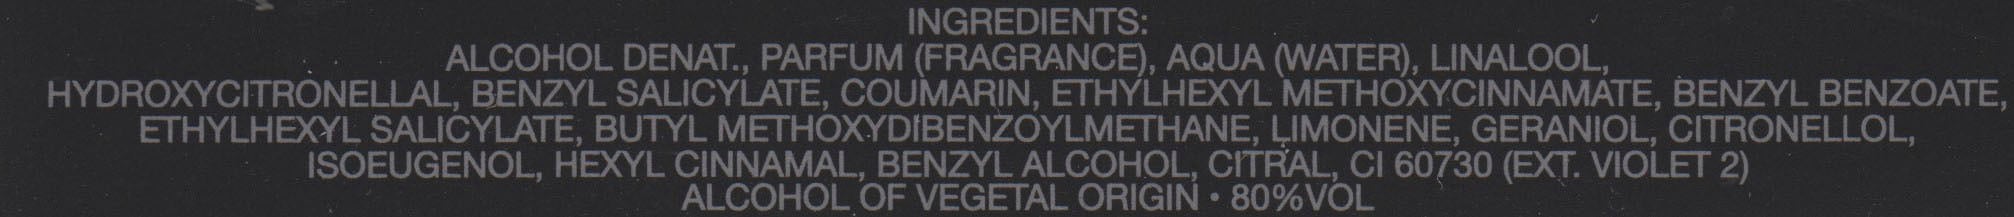 INGREDIENTS:
ALCOHOL DENAT., PARFUM (FRAGRANCE), AQUA (WATER), LINALOOL,
HYDROXYCITRONELLAL, BENZYL SALICYLATE, COUMARIN, ETHYLHEXYL METHOXYCINNAMATE, BENZYL BENZOATE,
ETHYLHEXYL SALICYLATE, BUTYL METHOXYDIBENZOYLMETHANE, LIMONENE, GERANIOL, CITRONELLOL,
ISOEUGENOL, HEXYL CINNAMAL, BENZYL ALCOHOL, CITRAL, CI 60730 (EXT. VIOLET 2)
ALCOHOL OF VEGETAL ORIGIN • 80%VOL